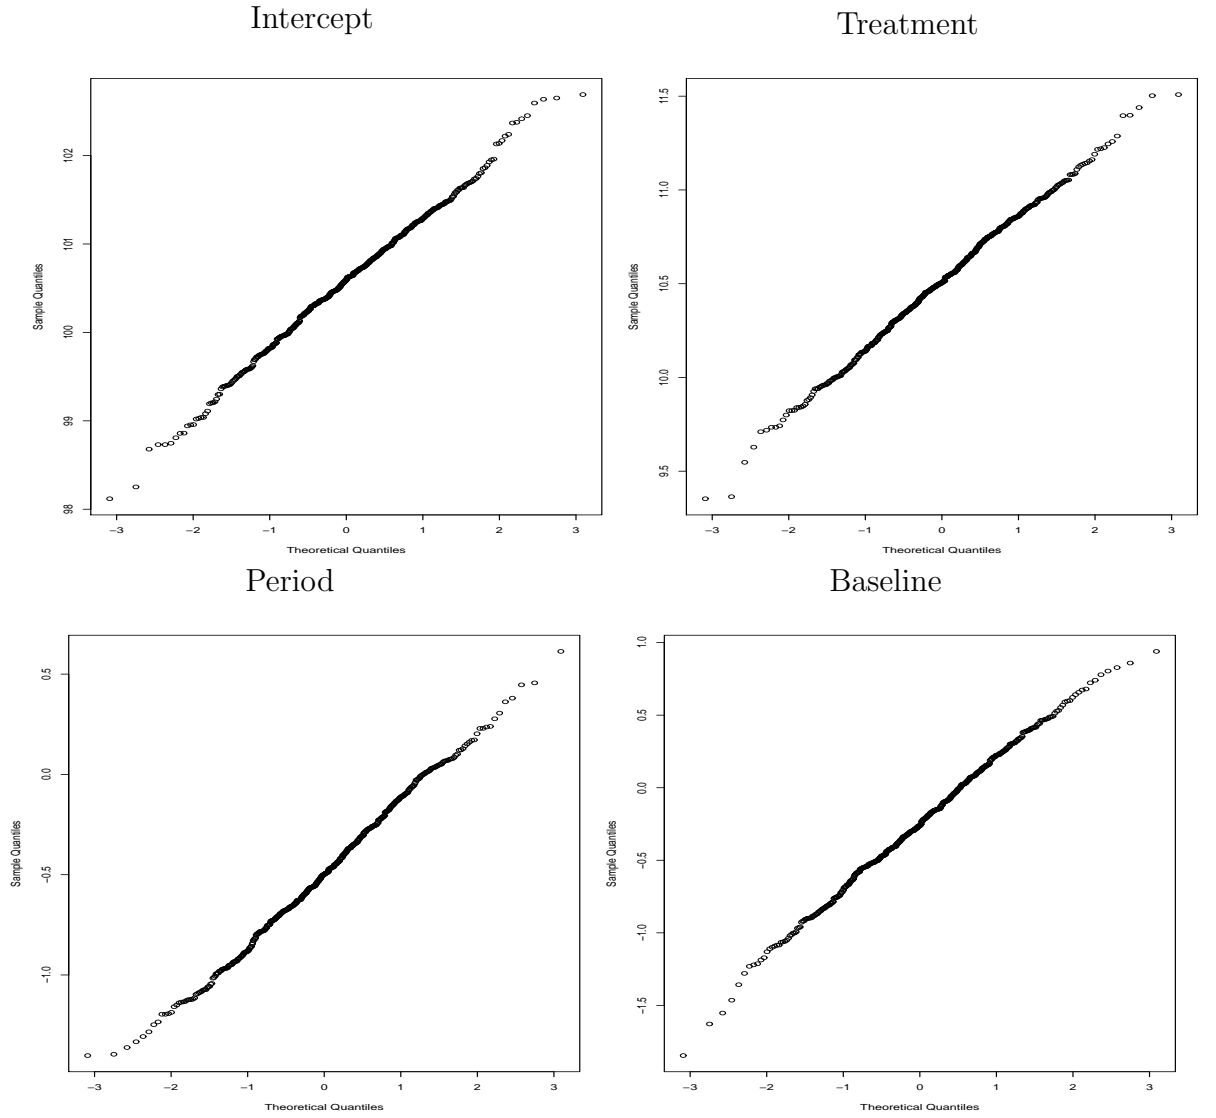 Intercept
Treatment
102
101
100
99
98
Sample Quantiles
−3 −2 −1 0 1 2 3
Theoretical Quantiles
11.5
11.0
10.5
10.0
9.5
Sample Quantiles
−3 −2 −1 0 1 2 3
Theoretical Quantiles
Period
Baseline
0.5
0.0
−0.5
−1.0
Sample Quantiles
−3 −2 −1 0 1 2 3
Theoretical Quantiles
1.0
0.5
0.0
−0.5
−1.0
−1.5
Sample Quantiles
−3 −2 −1 0 1 2 3
Theoretical Quantiles